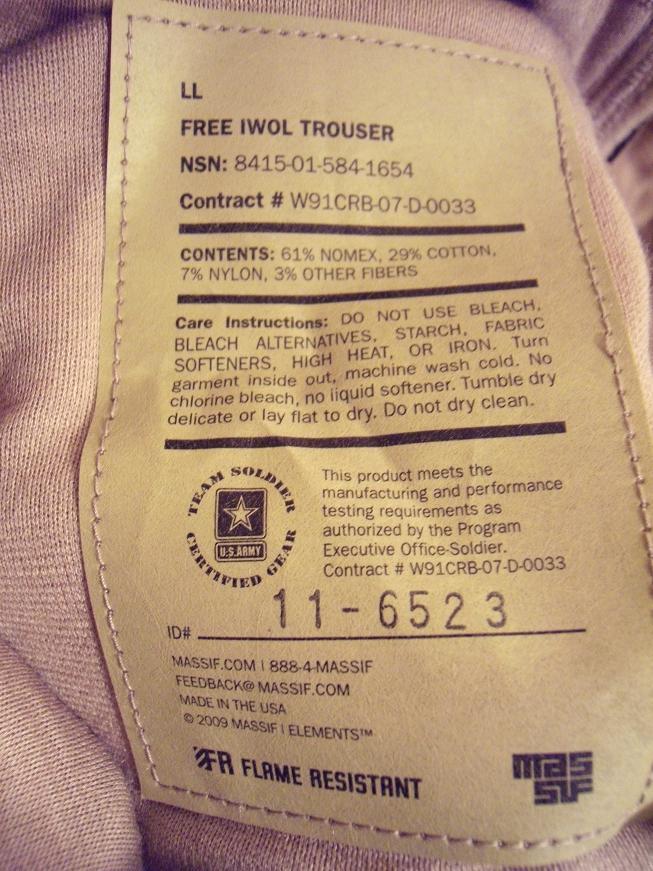 LL
FREE IWOL TROUSER
NSN: 8415-01-584-1654
Contract # W91CRB-07-D-0033
CONTENTS: 61% NOMEX, 29% COTTON,
7% NYLON, 3% OTHER FIBERS
Care Instructions: DO NOT USE BLEACH,
BLEACH ALTERNATIVES, STARCH, FABRIC
SOFTENERS, HIGH HEAT, OR IRON. Turn
garment inside out, machine wash cold. No
chlorine bleach, no liquid softener. Tumble dry
delicate or lay flat to dry. Do not dry clean.
TEAM SOLDIER
U.S.ARMY
CERTIFIED GEAR
This product meets the
manufacturing and performance
testing requirements as
authorized by the Program
Executive Office-Soldier.
Contract # W91CRB-07-D-0033
ID# 11-6523
MASSIF.COM | 888-4-MASSIF
FEEDBACK@MASSIF.COM
MADE IN THE USA
© 2009 MASSIF | ELEMENTS™
FR FLAME RESISTANT
mas
sif